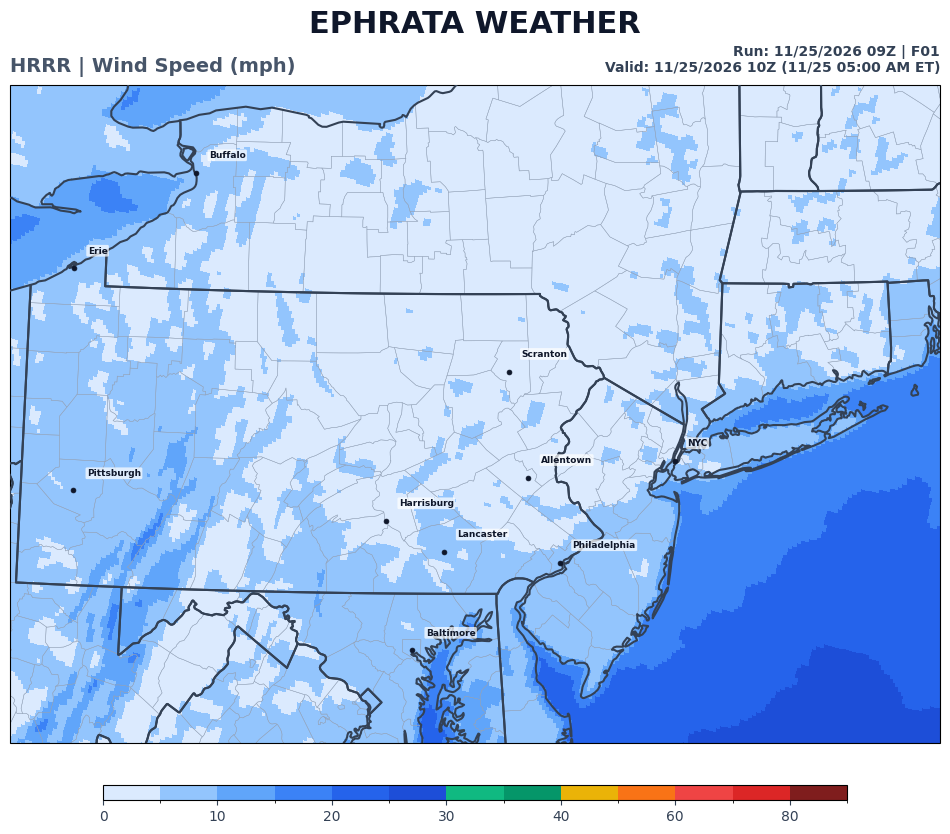 EPHRATA WEATHER
HRRR | Wind Speed (mph)
Run: 11/25/2026 09Z | F01
Valid: 11/25/2026 10Z (11/25 05:00 AM ET)
Buffalo
Erie
Scranton
NYC
Allentown
Pittsburgh
Harrisburg
Lancaster
Philadelphia
Baltimore
0 10 20 30 40 60 80